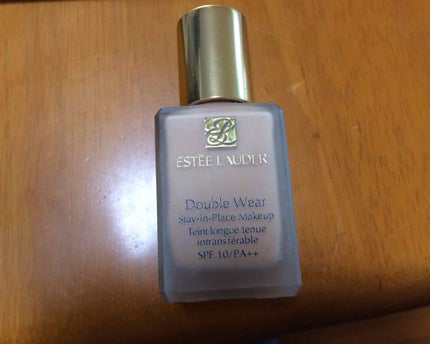 ESTĒE LAUDER
Double Wear
Stay-in-Place Makeup
Teint longue tenue
intransférable
SPF 10/PA++